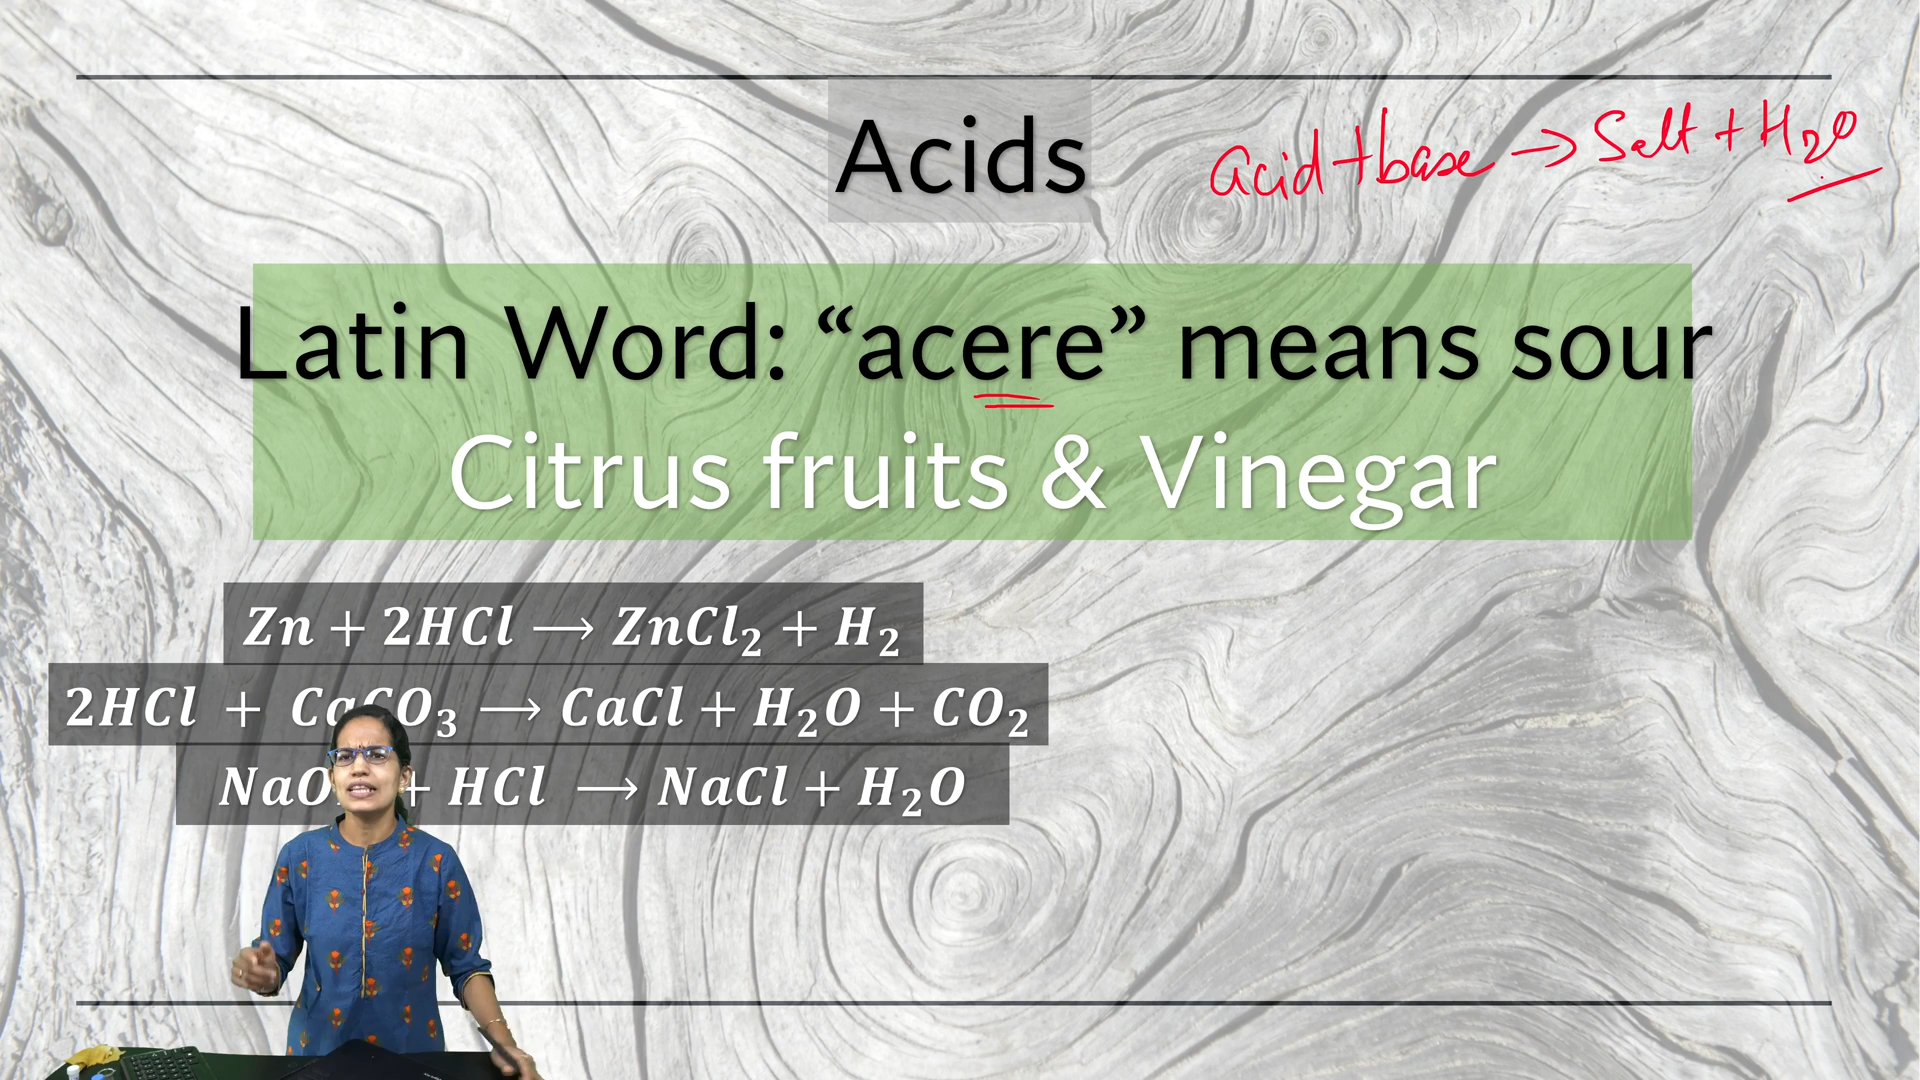 Acids
acid + base → Salt + H₂O
Latin Word: “acere” means sour
Citrus fruits & Vinegar
Zn + 2HCl ⟶ ZnCl₂ + H₂
2HCl + CaCO₃ ⟶ CaCl + H₂O + CO₂
NaO + HCl ⟶ NaCl + H₂O